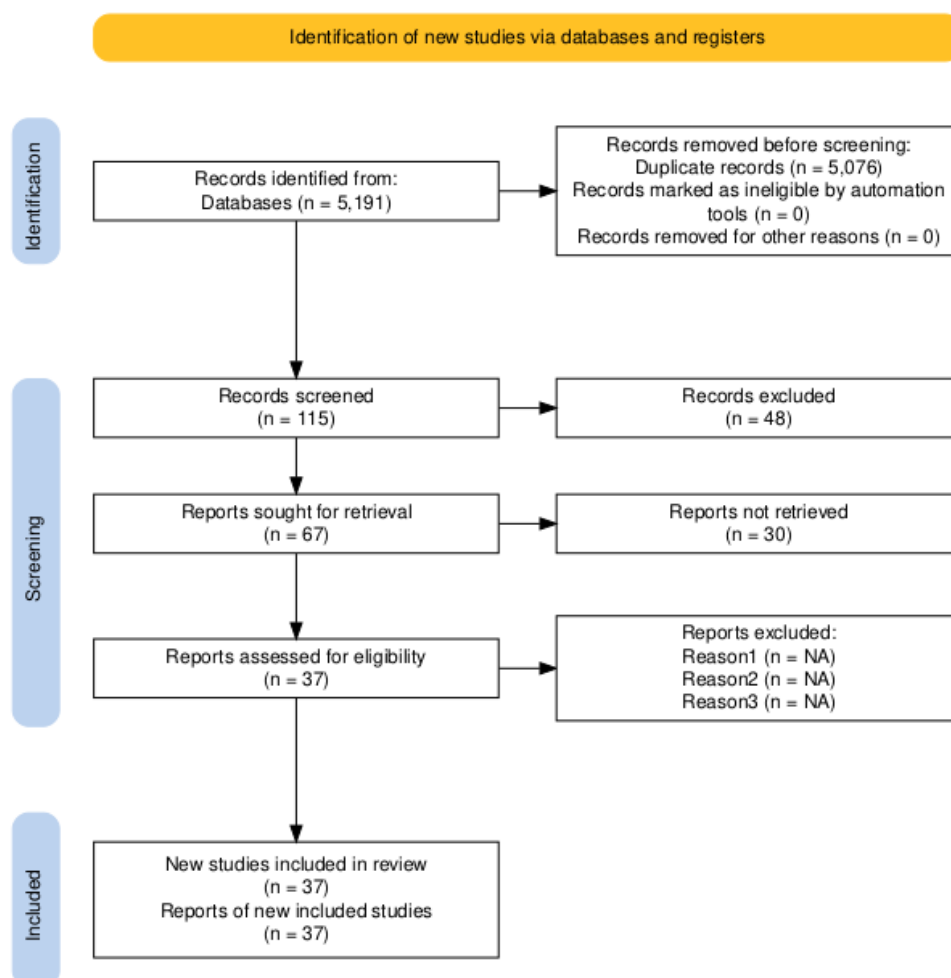 Identification of new studies via databases and registers
Identification
Records identified from:
Databases (n = 5,191)
Records removed before screening:
Duplicate records (n = 5,076)
Records marked as ineligible by automation
tools (n = 0)
Records removed for other reasons (n = 0)
Screening
Records screened
(n = 115)
Records excluded
(n = 48)
Reports sought for retrieval
(n = 67)
Reports not retrieved
(n = 30)
Reports assessed for eligibility
(n = 37)
Reports excluded:
Reason1 (n = NA)
Reason2 (n = NA)
Reason3 (n = NA)
Included
New studies included in review
(n = 37)
Reports of new included studies
(n = 37)